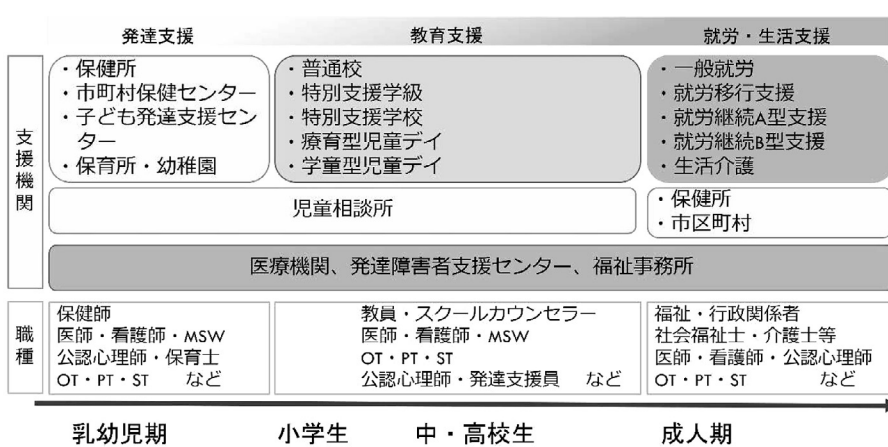 発達支援
教育支援
就労・生活支援
支援機関
・保健所
・市町村保健センター
・子ども発達支援セン
ター
・保育所・幼稚園
・普通校
・特別支援学級
・特別支援学校
・療育型児童デイ
・学童型児童デイ
・一般就労
・就労移行支援
・就労継続A型支援
・就労継続B型支援
・生活介護
児童相談所
・保健所
・市区町村
医療機関、発達障害者支援センター、福祉事務所
職種
保健師
医師・看護師・MSW
公認心理師・保育士
OT・PT・ST など
教員・スクールカウンセラー
医師・看護師・MSW
OT・PT・ST
公認心理師・発達支援員 など
福祉・行政関係者
社会福祉士・介護士等
医師・看護師・公認心理師
OT・PT・ST など
乳幼児期
小学生
中・高校生
成人期